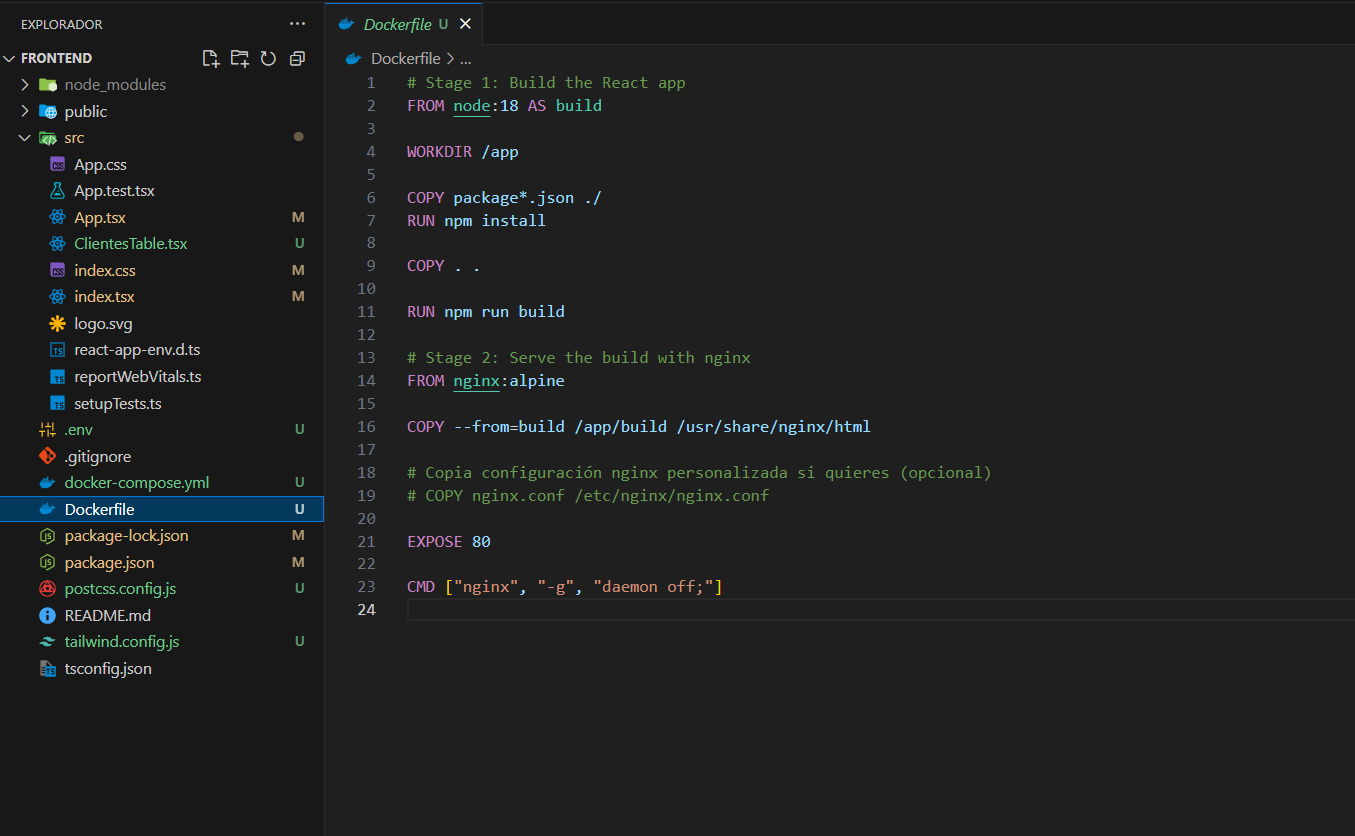 EXPLORADOR
FRONTEND
node_modules
public
src
App.css
App.test.tsx
App.tsx M
ClientesTable.tsx U
index.css M
index.tsx M
logo.svg
react-app-env.d.ts
reportWebVitals.ts
setupTests.ts
.env U
.gitignore
docker-compose.yml U
Dockerfile U
package-lock.json M
package.json M
postcss.config.js U
README.md
tailwind.config.js U
tsconfig.json
Dockerfile U
Dockerfile > ...
1 # Stage 1: Build the React app
2 FROM node:18 AS build
3
4 WORKDIR /app
5
6 COPY package*.json ./
7 RUN npm install
8
9 COPY . .
10
11 RUN npm run build
12
13 # Stage 2: Serve the build with nginx
14 FROM nginx:alpine
15
16 COPY --from=build /app/build /usr/share/nginx/html
17
18 # Copia configuración nginx personalizada si quieres (opcional)
19 # COPY nginx.conf /etc/nginx/nginx.conf
20
21 EXPOSE 80
22
23 CMD ["nginx", "-g", "daemon off;"]
24